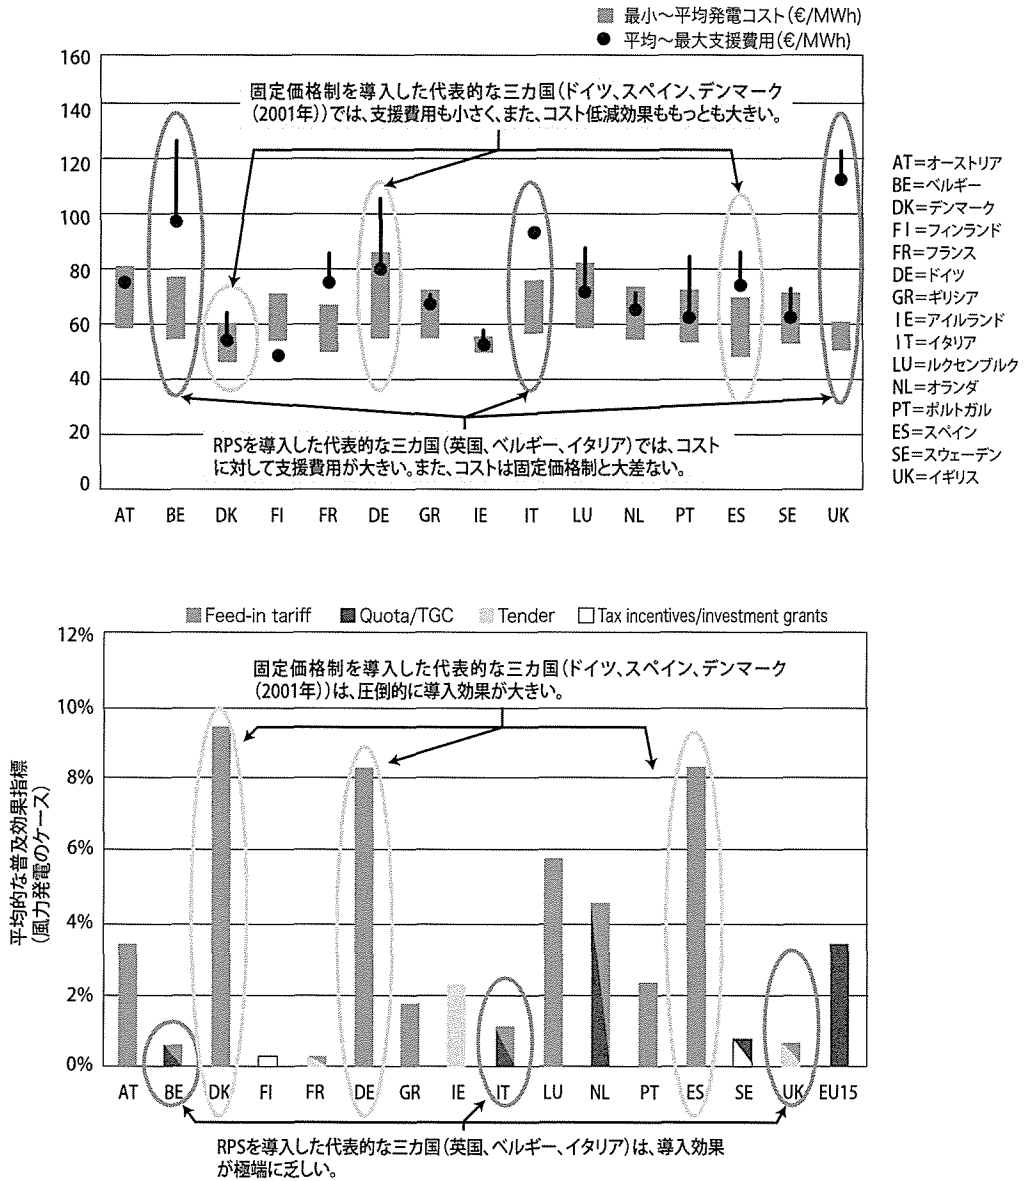 最小～平均発電コスト(€/MWh)
平均～最大支援費用(€/MWh)
160
140
120
100
80
60
40
20
0
固定価格制を導入した代表的な三カ国(ドイツ、スペイン、デンマーク
(2001年))では、支援費用も小さく、また、コスト低減効果ももっとも大きい。
RPSを導入した代表的な三カ国(英国、ベルギー、イタリア)では、コスト
に対して支援費用が大きい。また、コストは固定価格制と大差ない。
AT BE DK FI FR DE GR IE IT LU NL PT ES SE UK
AT=オーストリア
BE=ベルギー
DK=デンマーク
FI=フィンランド
FR=フランス
DE=ドイツ
GR=ギリシア
IE=アイルランド
IT=イタリア
LU=ルクセンブルク
NL=オランダ
PT=ポルトガル
ES=スペイン
SE=スウェーデン
UK=イギリス
Feed-in tariff Quota/TGC Tender Tax incentives/investment grants
12%
10%
8%
6%
4%
2%
0%
平均的な普及効果指標
(風力発電のケース)
固定価格制を導入した代表的な三カ国(ドイツ、スペイン、デンマーク
(2001年))は、圧倒的に導入効果が大きい。
AT BE DK FI FR DE GR IE IT LU NL PT ES SE UK EU15
RPSを導入した代表的な三カ国(英国、ベルギー、イタリア)は、導入効果
が極端に乏しい。